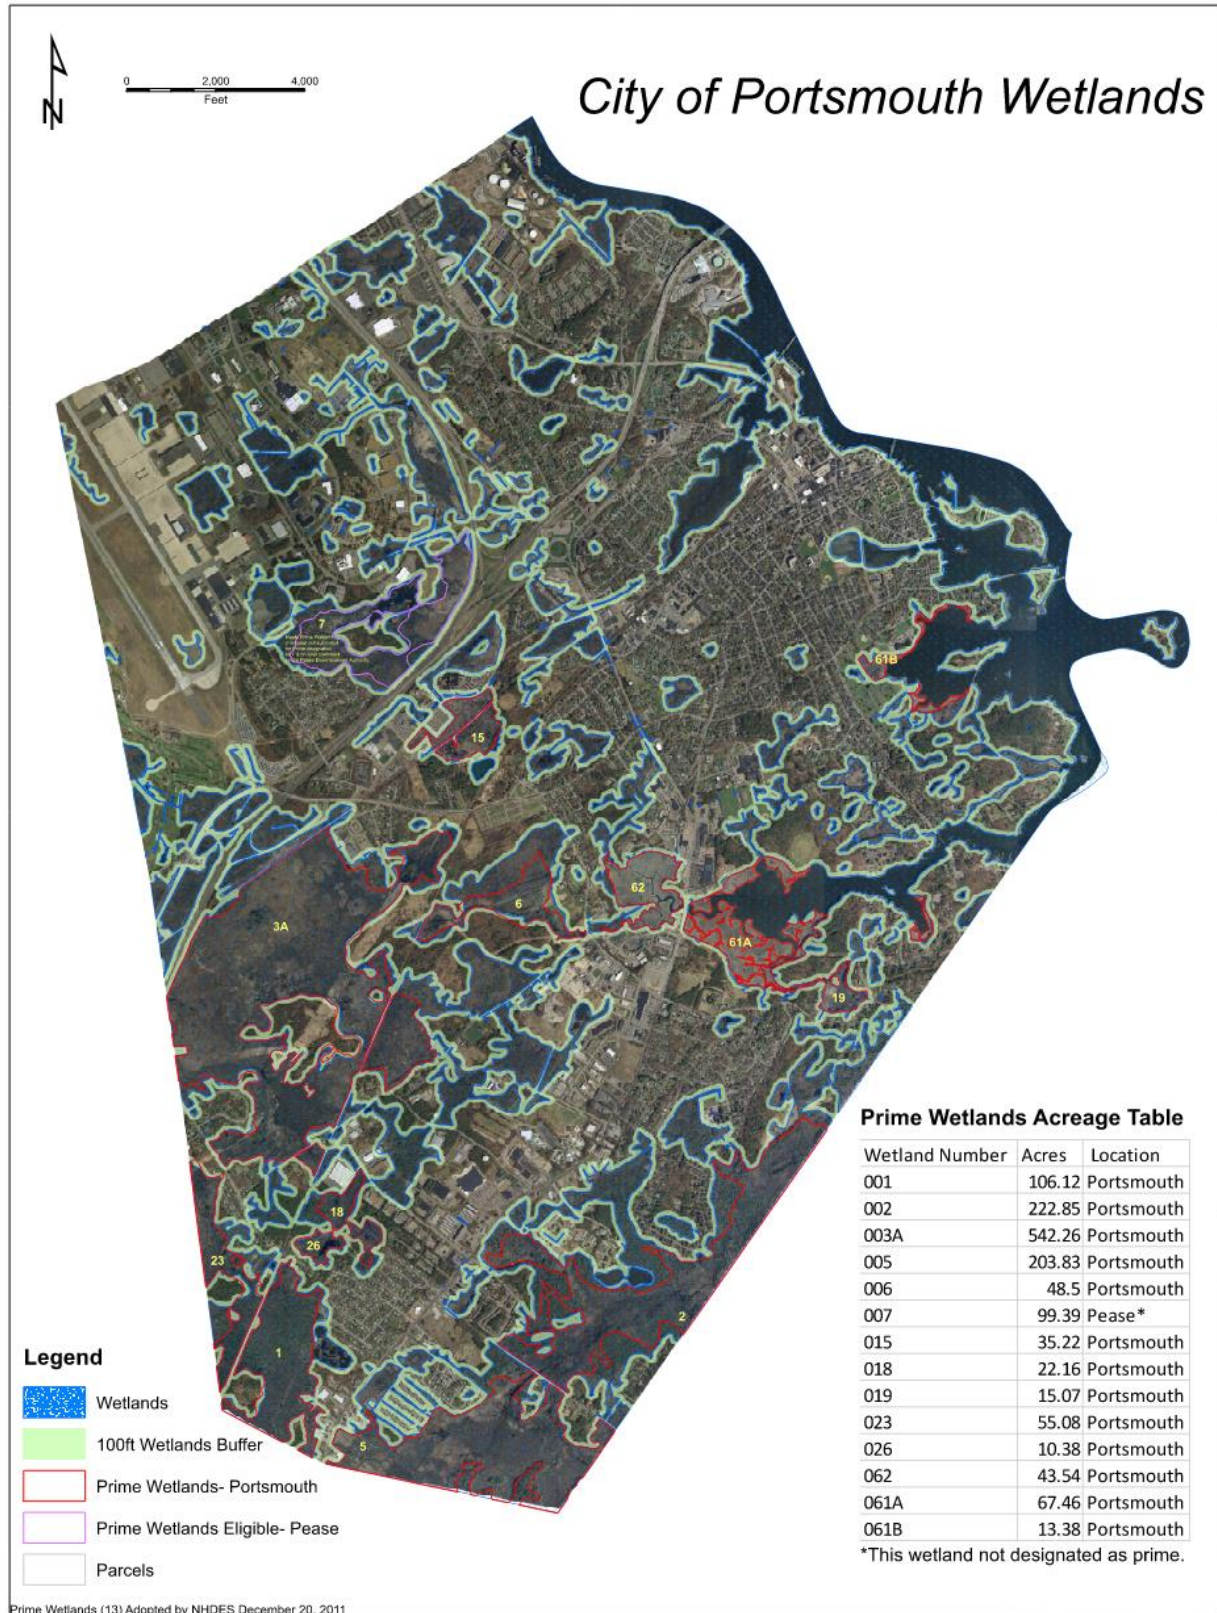 City of Portsmouth Wetlands
0 2,000 4,000
Feet
N
7
15
61B
62
6
3A
61A
19
18
26
23
2
1
5
Prime Wetlands Acreage Table
Wetland Number Acres Location
001 106.12 Portsmouth
002 222.85 Portsmouth
003A 542.26 Portsmouth
005 203.83 Portsmouth
006 48.5 Portsmouth
007 99.39 Pease*
015 35.22 Portsmouth
018 22.16 Portsmouth
019 15.07 Portsmouth
023 55.08 Portsmouth
026 10.38 Portsmouth
062 43.54 Portsmouth
061A 67.46 Portsmouth
061B 13.38 Portsmouth
*This wetland not designated as prime.
Legend
Wetlands
100ft Wetlands Buffer
Prime Wetlands- Portsmouth
Prime Wetlands Eligible- Pease
Parcels
Prime Wetlands (13) Adopted by NHDES December 20, 2011